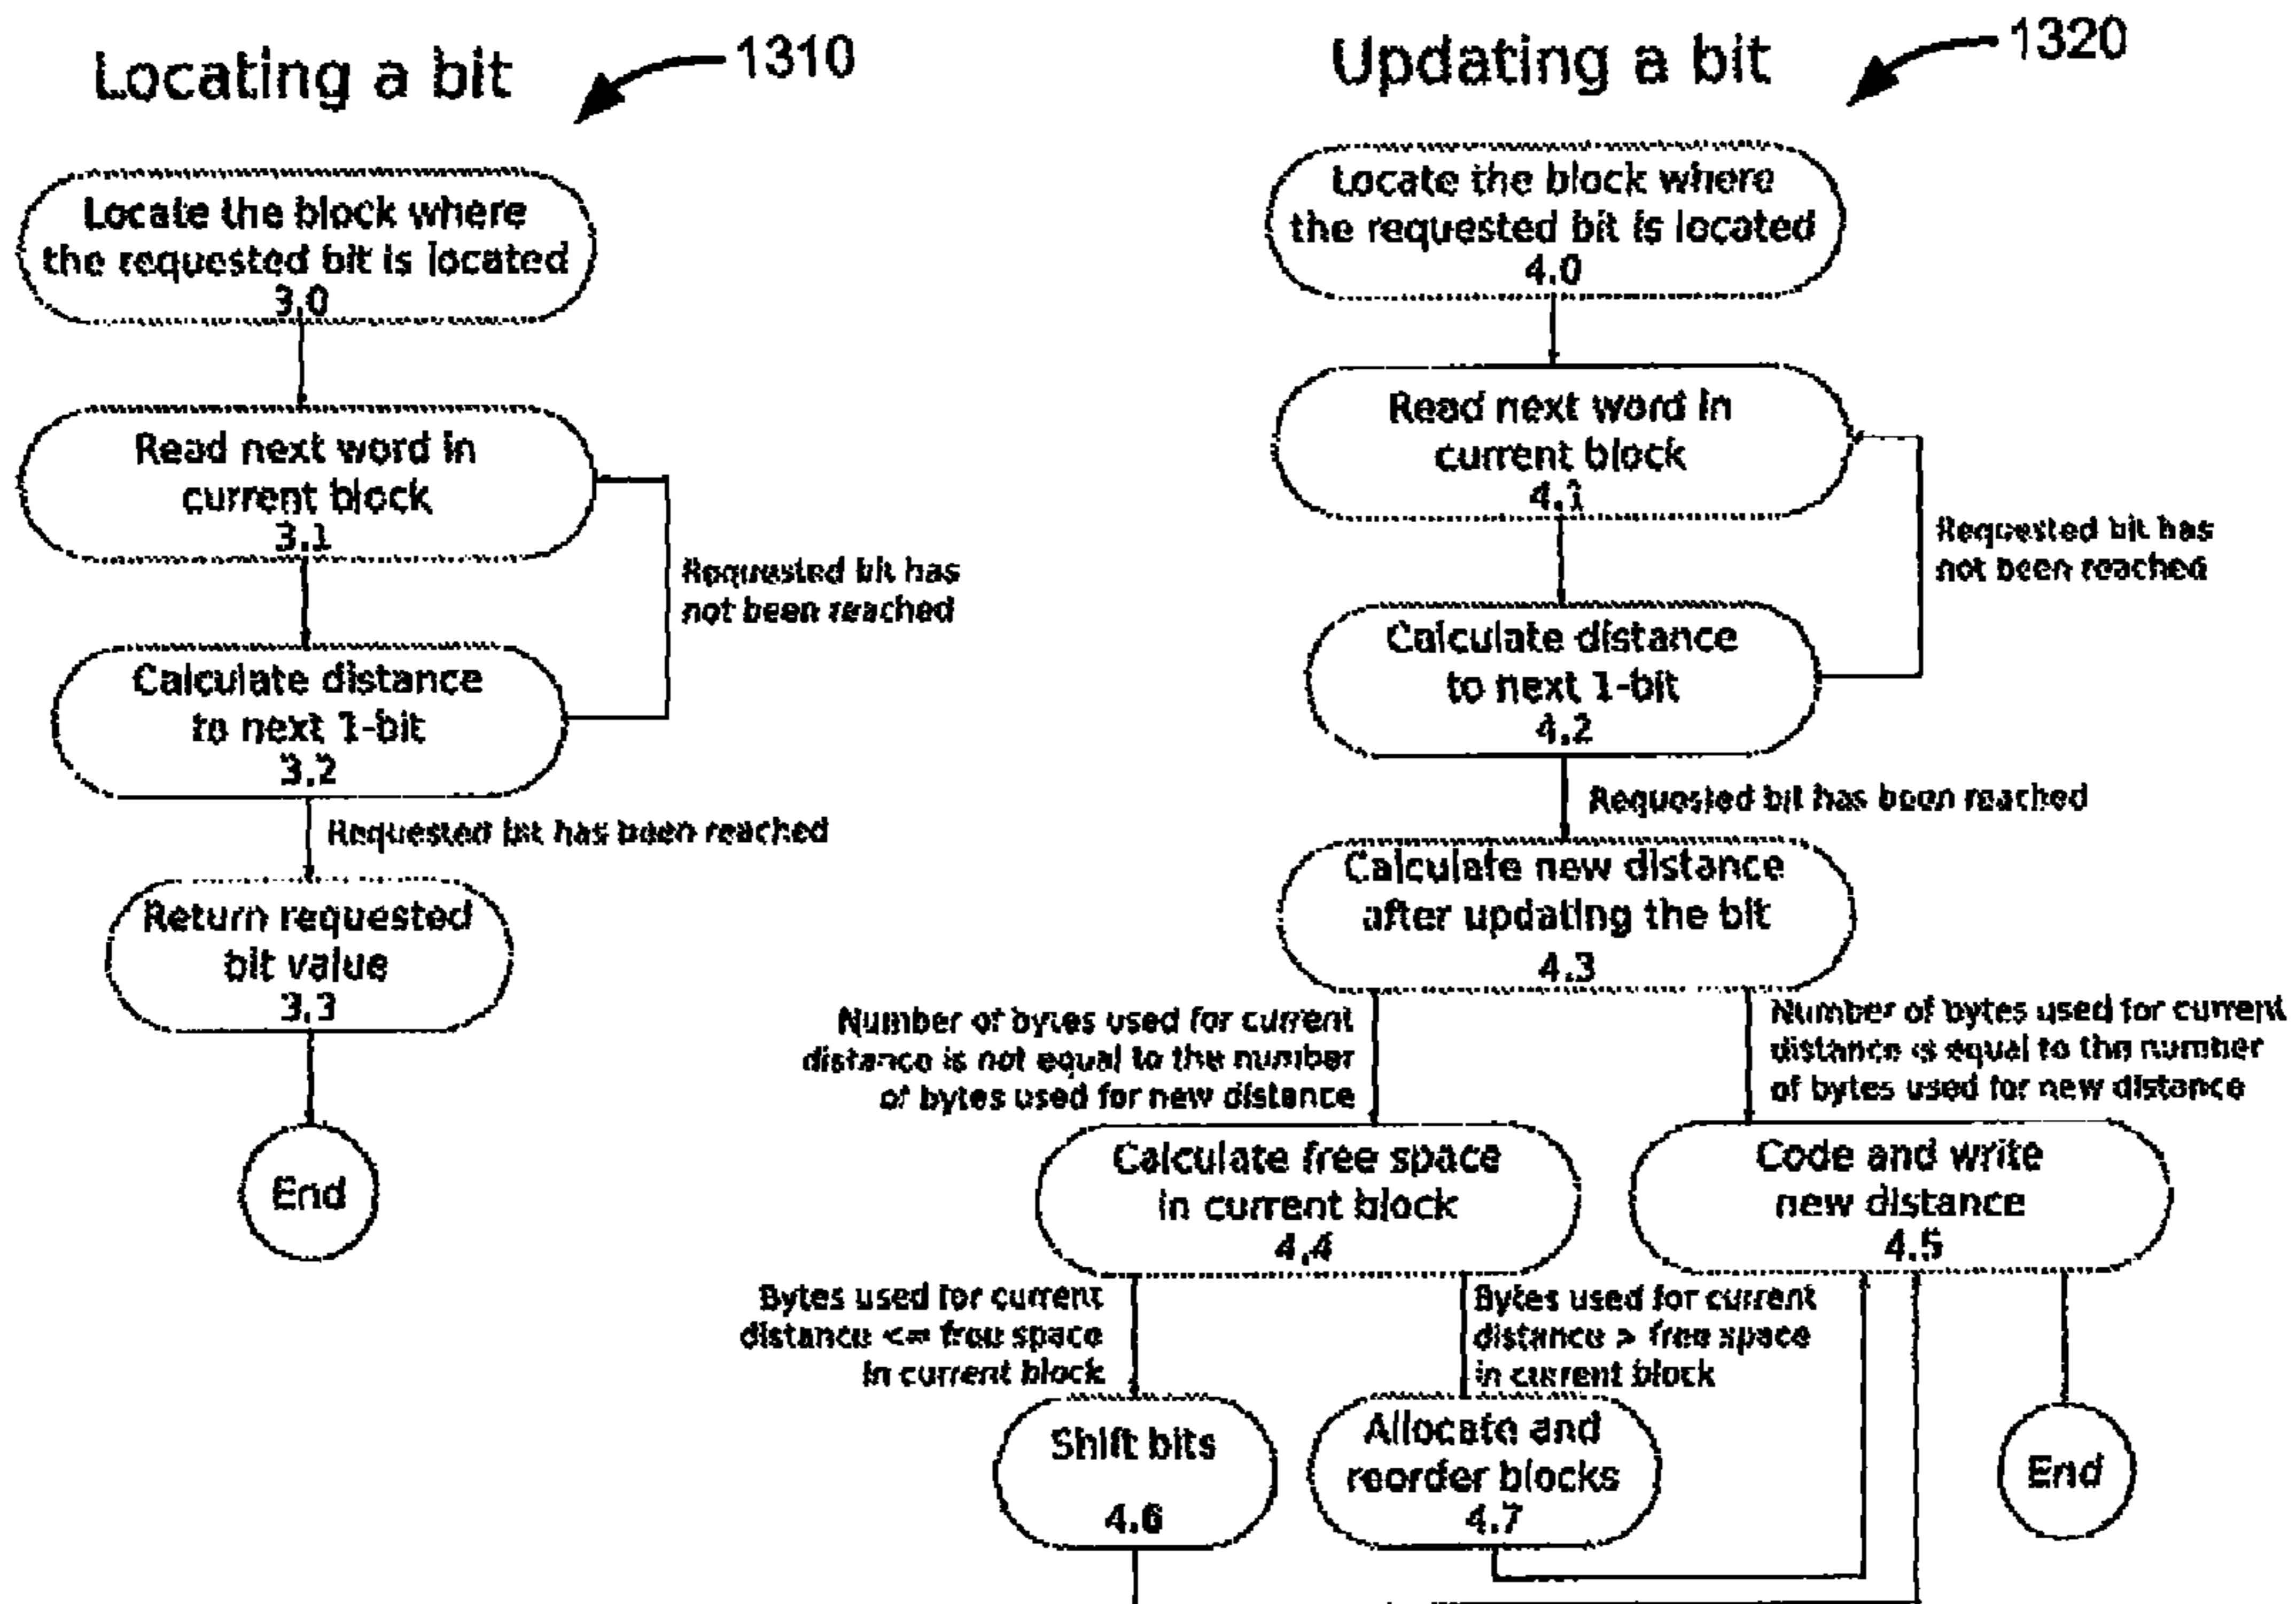 Locating a bit
1310
Locate the block where
the requested bit is located
3.0
Read next word in
current block
3.1
Requested bit has
not been reached
Calculate distance
to next 1-bit
3.2
Requested bit has been reached
Return requested
bit value
3.3
End
Updating a bit
1320
Locate the block where
the requested bit is located
4.0
Read next word in
current block
4.1
Requested bit has
not been reached
Calculate distance
to next 1-bit
4.2
Requested bit has been reached
Calculate new distance
after updating the bit
4.3
Number of bytes used for current
distance is not equal to the number
of bytes used for new distance
Number of bytes used for current
distance is equal to the number
of bytes used for new distance
Calculate free space
in current block
4.4
Code and write
new distance
4.5
Bytes used for current
distance <= free space
in current block
Bytes used for current
distance > free space
in current block
Shift bits
4.6
Allocate and
reorder blocks
4.7
End